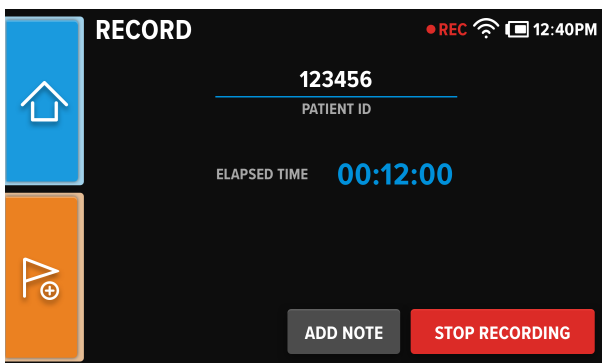 RECORD
REC 12:40PM
123456
PATIENT ID
ELAPSED TIME 00:12:00
ADD NOTE STOP RECORDING